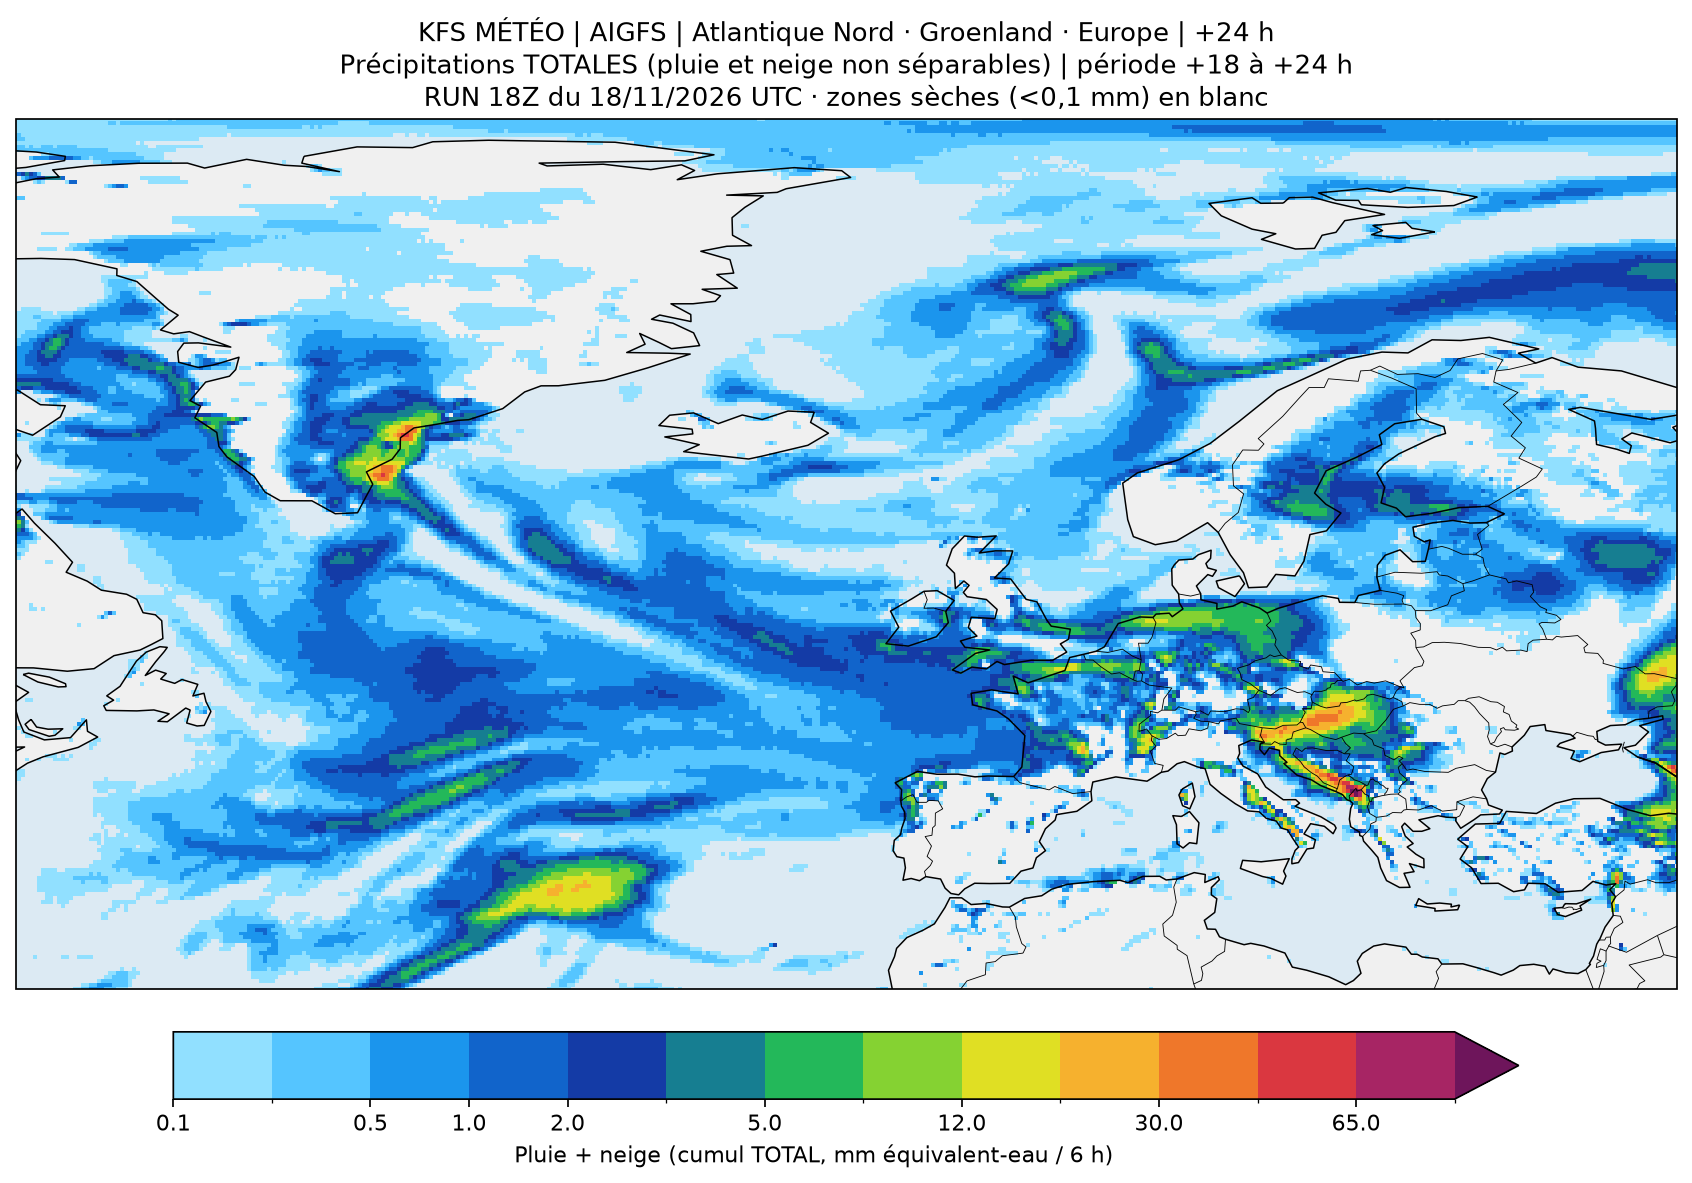 KFS MÉTÉO | AIGFS | Atlantique Nord · Groenland · Europe | +24 h
Précipitations TOTALES (pluie et neige non séparables) | période +18 à +24 h
RUN 18Z du 18/11/2026 UTC · zones sèches (<0,1 mm) en blanc
0.1 0.5 1.0 2.0 5.0 12.0 30.0 65.0
Pluie + neige (cumul TOTAL, mm équivalent-eau / 6 h)